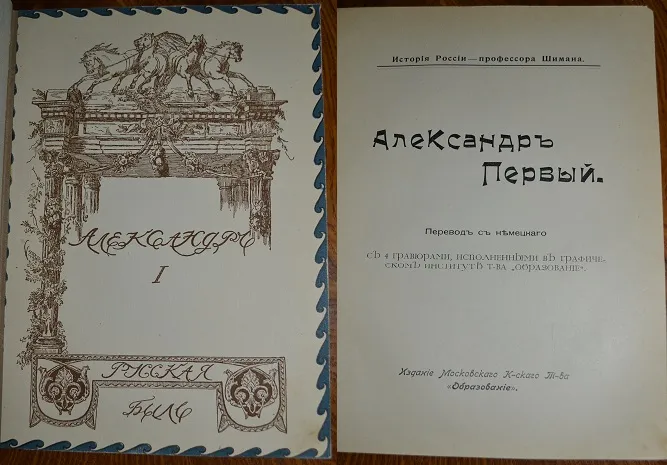 АЛЕКСАНДРЪ
I
РУССКАЯ
БЫЛЬ
Исторія Россіи — профессора Шимана.
Александръ
Первый.
Переводъ съ нѣмецкаго
СЪ 4 ГРАВЮРАМИ, ИСПОЛНЕННЫМИ ВЪ ГРАФИЧЕ-
СКОМЪ ИНСТИТУТѢ Т-ВА „ОБРАЗОВАНІЕ“.
Изданіе Московскаго К-скаго Т-ва
«Образованіе».